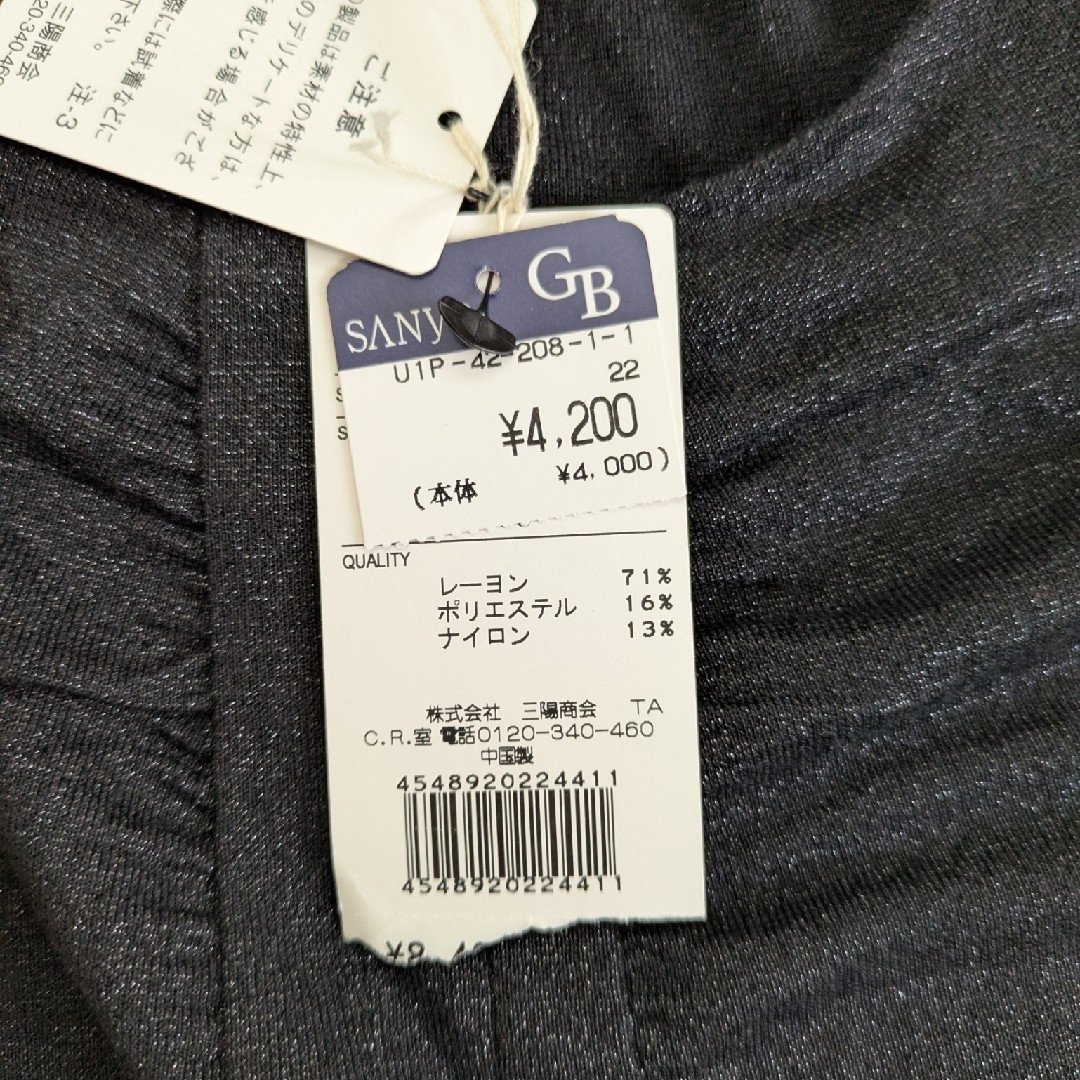 ご注意
製品は素材の特性上、
のデリケートな方は、
感じる場合がござ
際には試着などに
下さい。 注-3
三陽商会
20-340-460
SANY
GB
U1P-42-208-1-1
22
¥4,200
(本体 ¥4,000)
QUALITY
レーヨン 71%
ポリエステル 16%
ナイロン 13%
株式会社 三陽商会 TA
C.R.室 電話0120-340-460
中国製
4548920224411
4548920224411